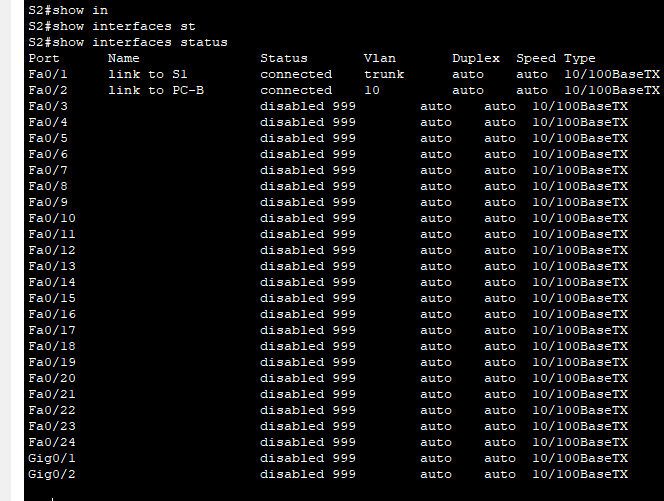 S2#show in
S2#show interfaces st
S2#show interfaces status
Port Name Status Vlan Duplex Speed Type
Fa0/1 link to S1 connected trunk auto auto 10/100BaseTX
Fa0/2 link to PC-B connected 10 auto auto 10/100BaseTX
Fa0/3 disabled 999 auto auto 10/100BaseTX
Fa0/4 disabled 999 auto auto 10/100BaseTX
Fa0/5 disabled 999 auto auto 10/100BaseTX
Fa0/6 disabled 999 auto auto 10/100BaseTX
Fa0/7 disabled 999 auto auto 10/100BaseTX
Fa0/8 disabled 999 auto auto 10/100BaseTX
Fa0/9 disabled 999 auto auto 10/100BaseTX
Fa0/10 disabled 999 auto auto 10/100BaseTX
Fa0/11 disabled 999 auto auto 10/100BaseTX
Fa0/12 disabled 999 auto auto 10/100BaseTX
Fa0/13 disabled 999 auto auto 10/100BaseTX
Fa0/14 disabled 999 auto auto 10/100BaseTX
Fa0/15 disabled 999 auto auto 10/100BaseTX
Fa0/16 disabled 999 auto auto 10/100BaseTX
Fa0/17 disabled 999 auto auto 10/100BaseTX
Fa0/18 disabled 999 auto auto 10/100BaseTX
Fa0/19 disabled 999 auto auto 10/100BaseTX
Fa0/20 disabled 999 auto auto 10/100BaseTX
Fa0/21 disabled 999 auto auto 10/100BaseTX
Fa0/22 disabled 999 auto auto 10/100BaseTX
Fa0/23 disabled 999 auto auto 10/100BaseTX
Fa0/24 disabled 999 auto auto 10/100BaseTX
Gig0/1 disabled 999 auto auto 10/100BaseTX
Gig0/2 disabled 999 auto auto 10/100BaseTX